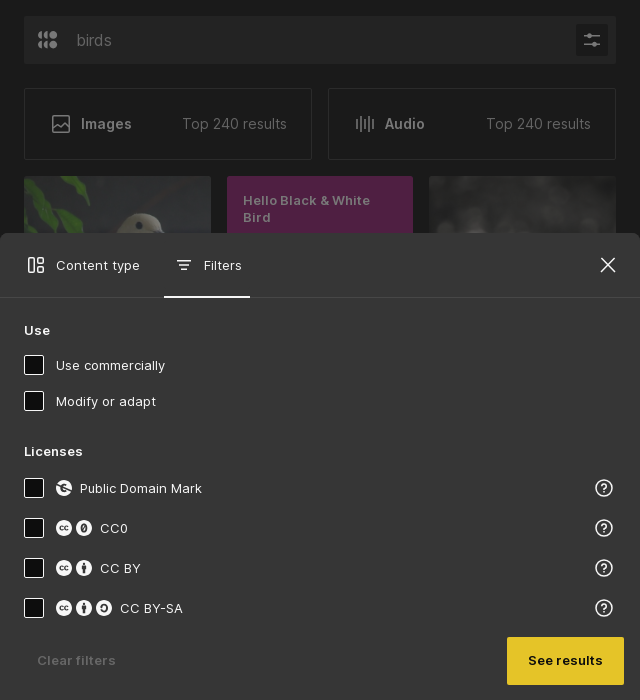 birds
Images
Top 240 results
Audio
Top 240 results
Hello Black & White
Bird
Content type
Filters
Use
Use commercially
Modify or adapt
Licenses
Public Domain Mark
CC0
CC BY
CC BY-SA
Clear filters
See results